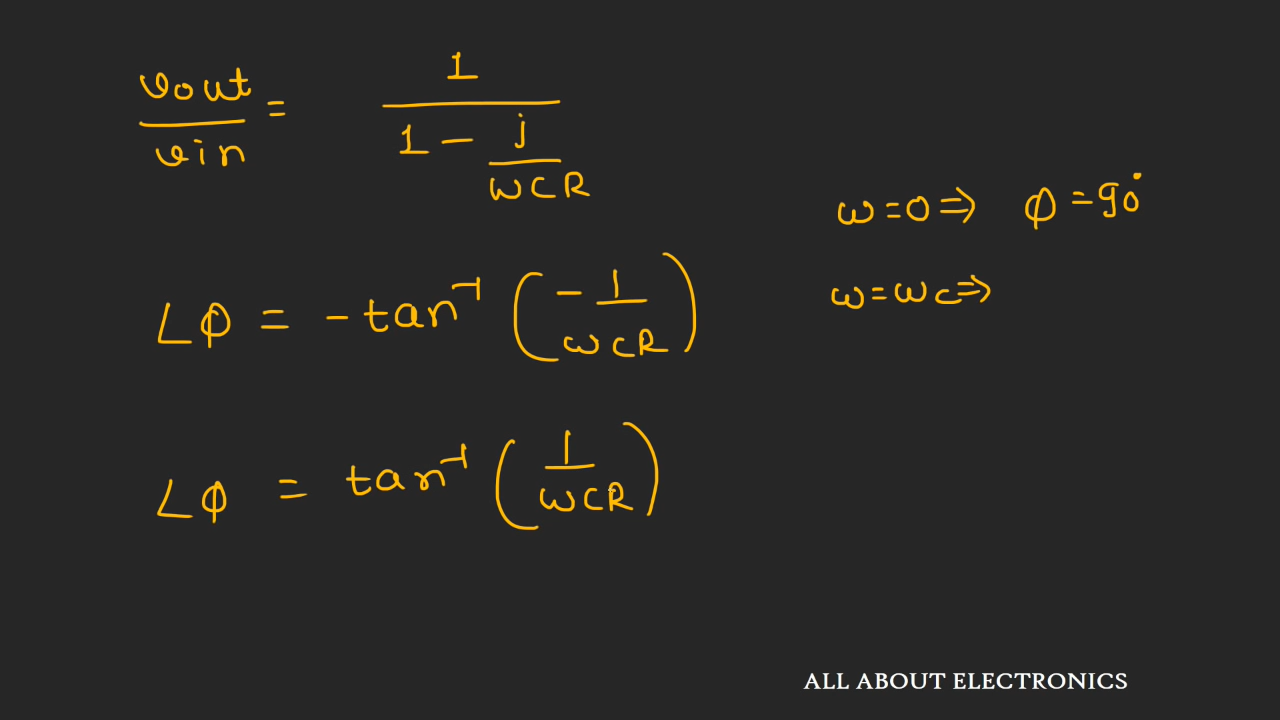 vout/vin = 1/(1 - j/ωCR)
∠φ = -tan⁻¹(-1/ωCR)
∠φ = tan⁻¹(1/ωCR)
ω=0⇒ φ=90°
ω=ωc⇒
ALL ABOUT ELECTRONICS